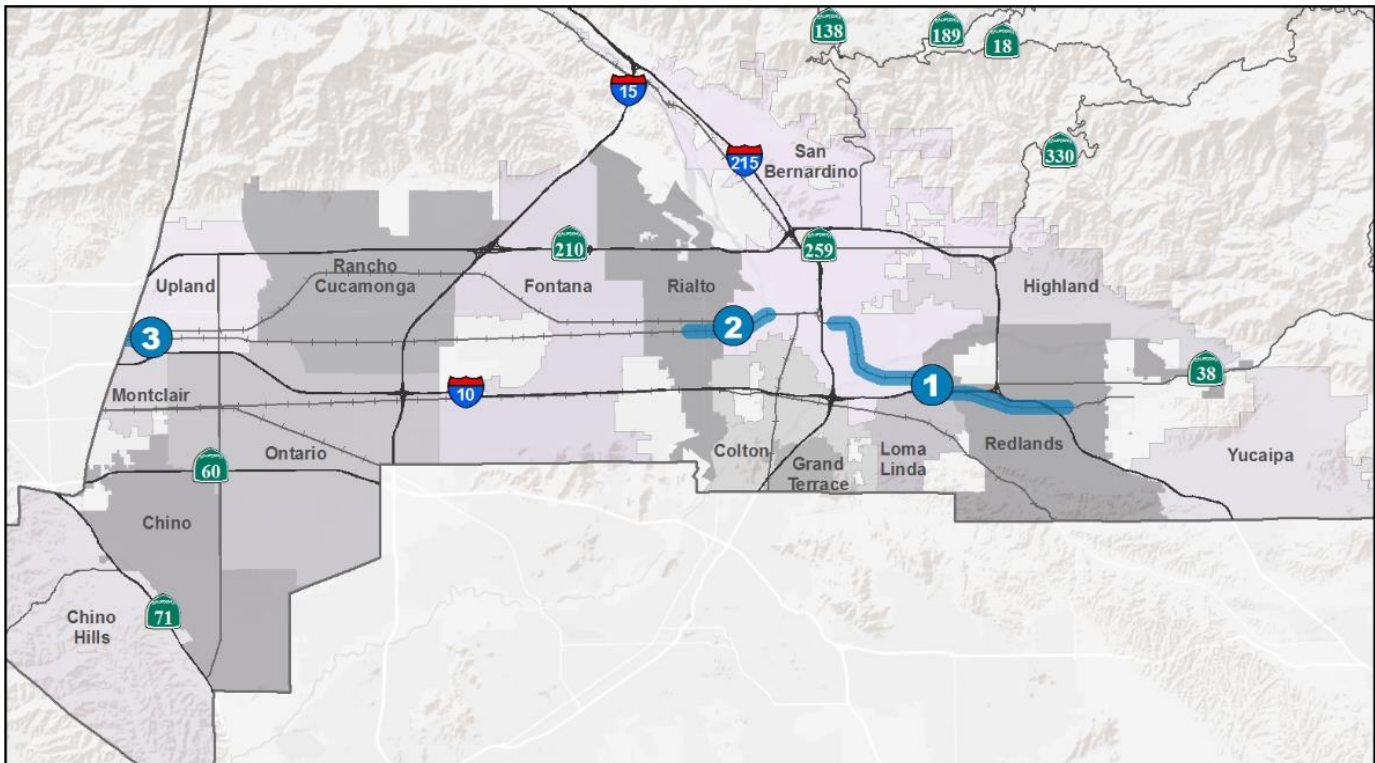 138
189
18
15
215
San
Bernardino
330
210
259
Upland
Rancho
Cucamonga
Fontana
Rialto
Highland
3
2
1
38
Montclair
10
Ontario
60
Colton
Grand
Terrace
Loma
Linda
Redlands
Yucaipa
Chino
71
Chino
Hills